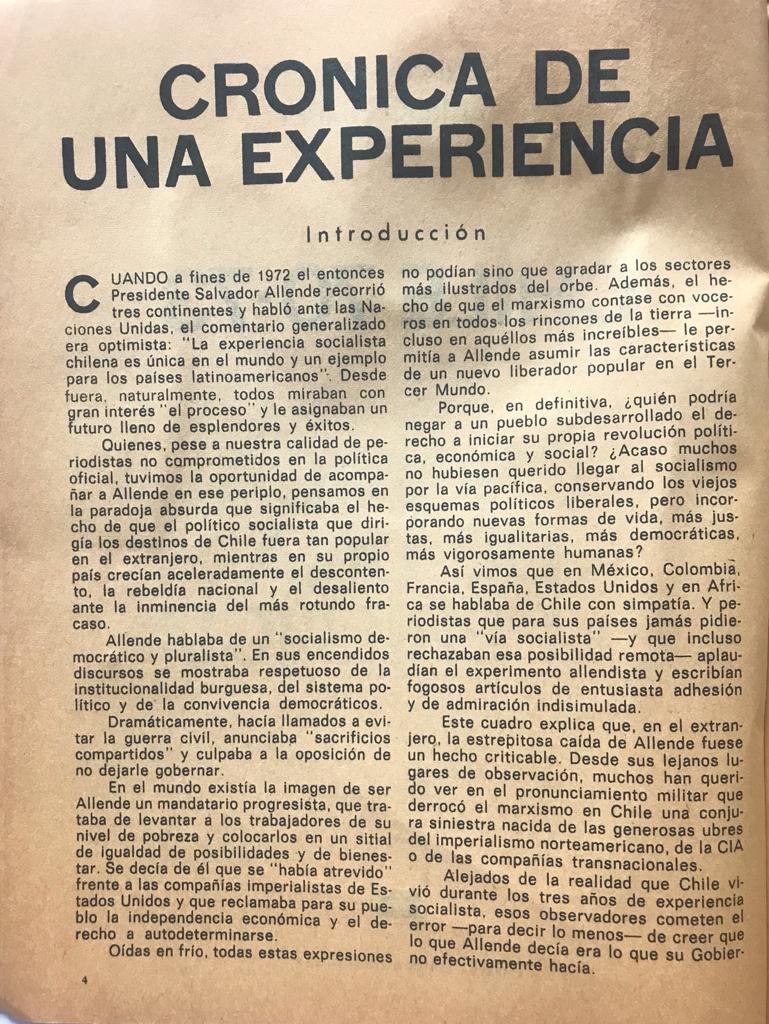 CRONICA DE
UNA EXPERIENCIA
Introducción
CUANDO a fines de 1972 el entonces
Presidente Salvador Allende recorrió
tres continentes y habló ante las Na-
ciones Unidas, el comentario generalizado
era optimista: "La experiencia socialista
chilena es única en el mundo y un ejemplo
para los países latinoamericanos". Desde
fuera, naturalmente, todos miraban con
gran interés "el proceso" y le asignaban un
futuro lleno de esplendores y éxitos.
Quienes, pese a nuestra calidad de pe-
riodistas no comprometidos en la política
oficial, tuvimos la oportunidad de acompa-
ñar a Allende en ese periplo, pensamos en
la paradoja absurda que significaba el he-
cho de que el político socialista que diri-
gía los destinos de Chile fuera tan popular
en el extranjero, mientras en su propio
país crecían aceleradamente el desconten-
to, la rebeldía nacional y el desaliento
ante la inminencia del más rotundo fra-
caso.
Allende hablaba de un "socialismo de-
mocrático y pluralista". En sus encendidos
discursos se mostraba respetuoso de la
institucionalidad burguesa, del sistema po-
lítico y de la convivencia democráticos.
Dramáticamente, hacía llamados a evi-
tar la guerra civil, anunciaba "sacrificios
compartidos" y culpaba a la oposición de
no dejarle gobernar.
En el mundo existía la imagen de ser
Allende un mandatario progresista, que tra-
taba de levantar a los trabajadores de su
nivel de pobreza y colocarlos en un sitial
de igualdad de posibilidades y de bienes-
tar. Se decía de él que se "había atrevido"
frente a las compañías imperialistas de Es-
tados Unidos y que reclamaba para su pue-
blo la independencia económica y el de-
recho a autodeterminarse.
Oídas en frío, todas estas expresiones
no podían sino que agradar a los sectores
más ilustrados del orbe. Además, el he-
cho de que el marxismo contase con voce-
ros en todos los rincones de la tierra —in-
cluso en aquéllos más increíbles— le per-
mitía a Allende asumir las características
de un nuevo liberador popular en el Ter-
cer Mundo.
Porque, en definitiva, ¿quién podría
negar a un pueblo subdesarrollado el de-
recho a iniciar su propia revolución políti-
ca, económica y social? ¿Acaso muchos
no hubiesen querido llegar al socialismo
por la vía pacífica, conservando los viejos
esquemas políticos liberales, pero incor-
porando nuevas formas de vida, más jus-
tas, más igualitarias, más democráticas,
más vigorosamente humanas?
Así vimos que en México, Colombia,
Francia, España, Estados Unidos y en Afri-
ca se hablaba de Chile con simpatía. Y pe-
riodistas que para sus países jamás pidie-
ron una "vía socialista" —y que incluso
rechazaban esa posibilidad remota— aplau-
dían el experimento allendista y escribían
fogosos artículos de entusiasta adhesión
y de admiración indisimulada.
Este cuadro explica que, en el extran-
jero, la estrepitosa caída de Allende fuese
un hecho criticable. Desde sus lejanos lu-
gares de observación, muchos han queri-
do ver en el pronunciamiento militar que
derrocó el marxismo en Chile una conju-
ra siniestra nacida de las generosas ubres
del imperialismo norteamericano, de la CIA
o de las compañías transnacionales.
Alejados de la realidad que Chile vi-
vió durante los tres años de experiencia
socialista, esos observadores cometen el
error —para decir lo menos— de creer que
lo que Allende decía era lo que su Gobier-
no efectivamente hacía.
4